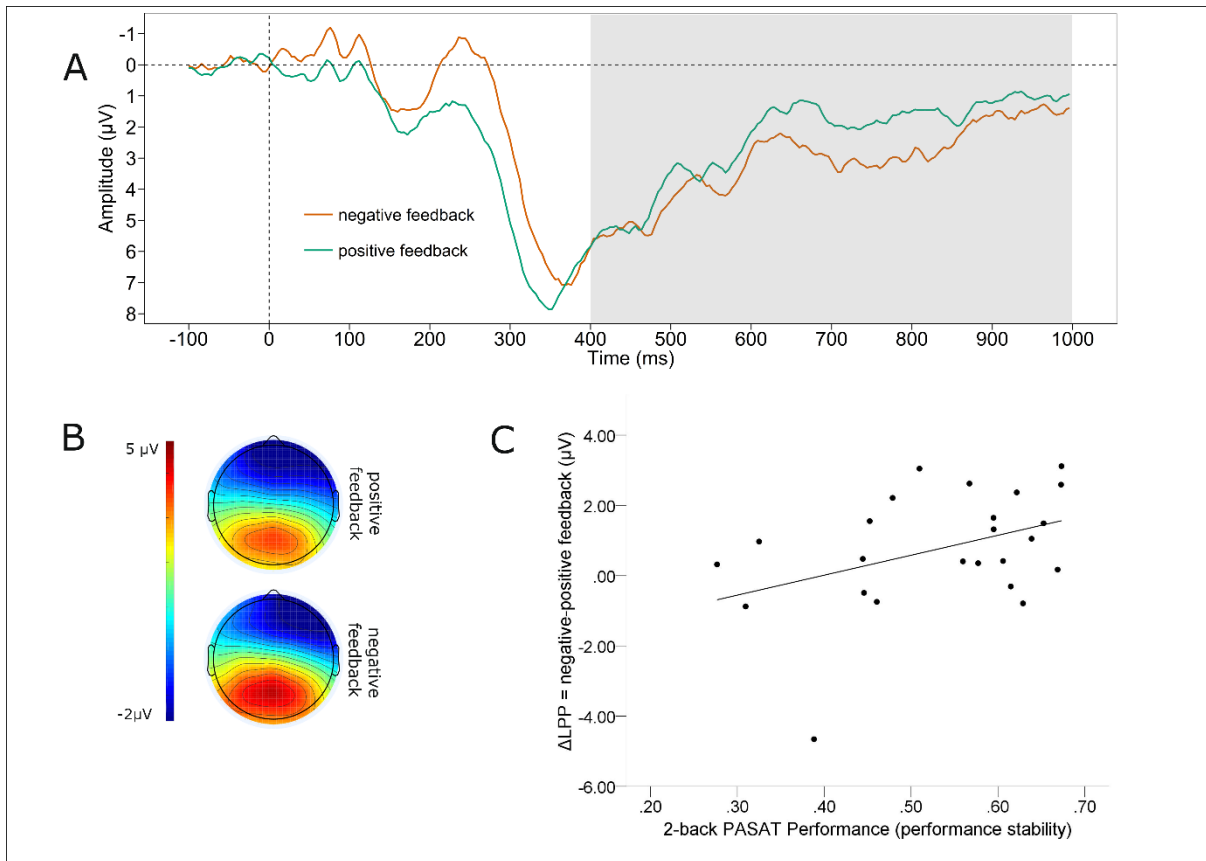 A
Amplitude (µV)
-1
0
1
2
3
4
5
6
7
8
negative feedback
positive feedback
-100 0 100 200 300 400 500 600 700 800 900 1000
Time (ms)
B
5 µV
-2µV
positive
feedback
negative
feedback
C
ΔLPP = negative-positive feedback (µV)
4.00
2.00
.00
-2.00
-4.00
-6.00
.20 .30 .40 .50 .60 .70
2-back PASAT Performance (performance stability)